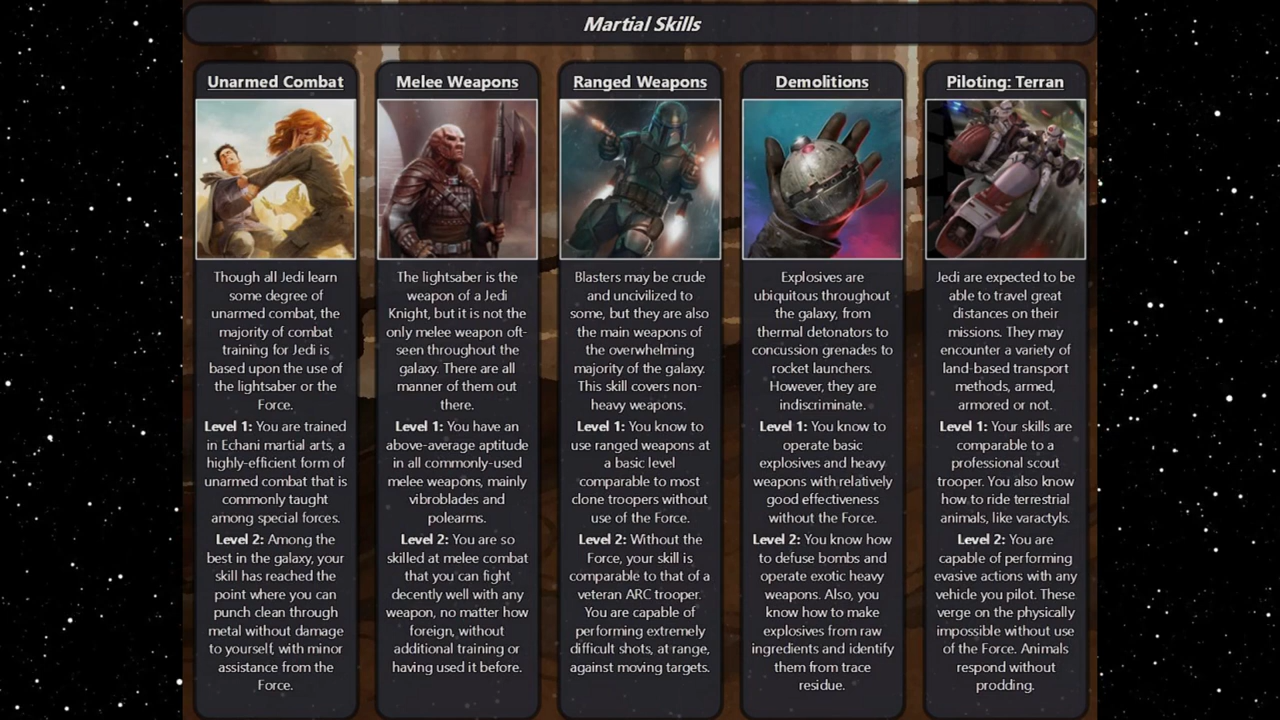 Martial Skills
Unarmed Combat
Though all Jedi learn
some degree of
unarmed combat, the
majority of combat
training for Jedi is
based upon the use of
the lightsaber or the
Force.
Level 1: You are trained
in Echani martial arts, a
highly-efficient form of
unarmed combat that is
commonly taught
among special forces.
Level 2: Among the
best in the galaxy, your
skill has reached the
point where you can
punch clean through
metal without damage
to yourself, with minor
assistance from the
Force.
Melee Weapons
The lightsaber is the
weapon of a Jedi
Knight, but it is not the
only melee weapon oft-
seen throughout the
galaxy. There are all
manner of them out
there.
Level 1: You have an
above-average aptitude
in all commonly-used
melee weapons, mainly
vibroblades and
polearms.
Level 2: You are so
skilled at melee combat
that you can fight
decently well with any
weapon, no matter how
foreign, without
additional training or
having used it before.
Ranged Weapons
Blasters may be crude
and uncivilized to
some, but they are also
the main weapons of
the overwhelming
majority of the galaxy.
This skill covers non-
heavy weapons.
Level 1: You know to
use ranged weapons at
a basic level
comparable to most
clone troopers without
use of the Force.
Level 2: Without the
Force, your skill is
comparable to that of a
veteran ARC trooper.
You are capable of
performing extremely
difficult shots, at range,
against moving targets.
Demolitions
Explosives are
ubiquitous throughout
the galaxy, from
thermal detonators to
concussion grenades to
rocket launchers.
However, they are
indiscriminate.
Level 1: You know to
operate basic
explosives and heavy
weapons with relatively
good effectiveness
without the Force.
Level 2: You know how
to defuse bombs and
operate exotic heavy
weapons. Also, you
know how to make
explosives from raw
ingredients and identify
them from trace
residue.
Piloting: Terran
Jedi are expected to be
able to travel great
distances on their
missions. They may
encounter a variety of
land-based transport
methods, armed,
armored or not.
Level 1: Your skills are
comparable to a
professional scout
trooper. You also know
how to ride terrestrial
animals, like varactyls.
Level 2: You are
capable of performing
evasive actions with any
vehicle you pilot. These
verge on the physically
impossible without use
of the Force. Animals
respond without
prodding.